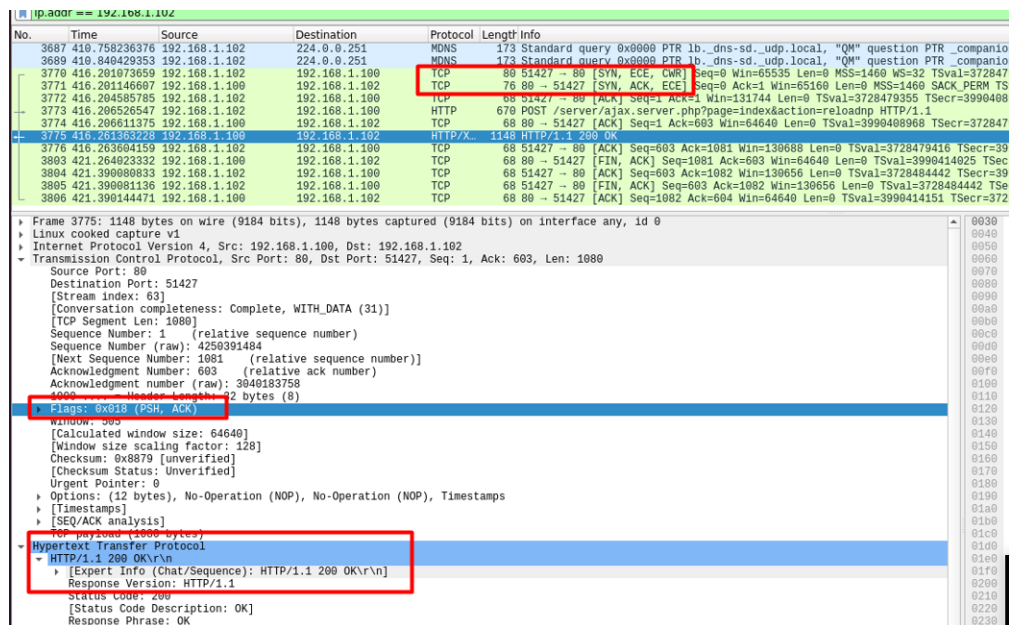 ip.addr == 192.168.1.102
No. Time Source Destination Protocol Length Info
3687 410.758236376 192.168.1.102 224.0.0.251 MDNS 173 Standard query 0x0000 PTR lb._dns-sd._udp.local, "QM" question PTR _companio
3689 410.840429353 192.168.1.102 224.0.0.251 MDNS 173 Standard query 0x0000 PTR lb._dns-sd._udp.local, "QM" question PTR _companio
3770 416.201073659 192.168.1.102 192.168.1.100 TCP 80 51427 → 80 [SYN, ECE, CWR] Seq=0 Win=65535 Len=0 MSS=1460 WS=32 TSval=372847
3771 416.201146607 192.168.1.100 192.168.1.102 TCP 76 80 → 51427 [SYN, ACK, ECE] Seq=0 Ack=1 Win=65160 Len=0 MSS=1460 SACK_PERM TS
3772 416.204585785 192.168.1.102 192.168.1.100 TCP 68 51427 → 80 [ACK] Seq=1 Ack=1 Win=131744 Len=0 TSval=3728479355 TSecr=3990408
3773 416.206526547 192.168.1.102 192.168.1.100 HTTP 670 POST /server/ajax.server.php?page=index&action=reloadnp HTTP/1.1
3774 416.206611375 192.168.1.100 192.168.1.102 TCP 68 80 → 51427 [ACK] Seq=1 Ack=603 Win=64640 Len=0 TSval=3990408968 TSecr=372847
3775 416.261363228 192.168.1.100 192.168.1.102 HTTP/X… 1148 HTTP/1.1 200 OK
3776 416.263604159 192.168.1.102 192.168.1.100 TCP 68 51427 → 80 [ACK] Seq=603 Ack=1081 Win=130688 Len=0 TSval=3728479416 TSecr=39
3803 421.264023332 192.168.1.100 192.168.1.102 TCP 68 80 → 51427 [FIN, ACK] Seq=1081 Ack=603 Win=64640 Len=0 TSval=3990414025 TSec
3804 421.390080833 192.168.1.102 192.168.1.100 TCP 68 51427 → 80 [ACK] Seq=603 Ack=1082 Win=130656 Len=0 TSval=3728484442 TSecr=39
3805 421.390081136 192.168.1.102 192.168.1.100 TCP 68 51427 → 80 [FIN, ACK] Seq=603 Ack=1082 Win=130656 Len=0 TSval=3728484442 TSe
3806 421.390144471 192.168.1.100 192.168.1.102 TCP 68 80 → 51427 [ACK] Seq=1082 Ack=604 Win=64640 Len=0 TSval=3990414151 TSecr=372
Frame 3775: 1148 bytes on wire (9184 bits), 1148 bytes captured (9184 bits) on interface any, id 0 0030
Linux cooked capture v1 0040
Internet Protocol Version 4, Src: 192.168.1.100, Dst: 192.168.1.102 0050
Transmission Control Protocol, Src Port: 80, Dst Port: 51427, Seq: 1, Ack: 603, Len: 1080 0060
Source Port: 80 0070
Destination Port: 51427 0080
[Stream index: 63] 0090
[Conversation completeness: Complete, WITH_DATA (31)] 00a0
[TCP Segment Len: 1080] 00b0
Sequence Number: 1 (relative sequence number) 00c0
Sequence Number (raw): 4250391484 00d0
[Next Sequence Number: 1081 (relative sequence number)] 00e0
Acknowledgment Number: 603 (relative ack number) 00f0
Acknowledgment number (raw): 3040183758 0100
1000 .... = Header Length: 32 bytes (8) 0110
Flags: 0x018 (PSH, ACK) 0120
Window: 505 0130
[Calculated window size: 64640] 0140
[Window size scaling factor: 128] 0150
Checksum: 0x8879 [unverified] 0160
[Checksum Status: Unverified] 0170
Urgent Pointer: 0 0180
Options: (12 bytes), No-Operation (NOP), No-Operation (NOP), Timestamps 0190
[Timestamps] 01a0
[SEQ/ACK analysis] 01b0
TCP payload (1080 bytes) 01c0
Hypertext Transfer Protocol 01d0
HTTP/1.1 200 OK\r\n 01e0
[Expert Info (Chat/Sequence): HTTP/1.1 200 OK\r\n] 01f0
Response Version: HTTP/1.1 0200
Status Code: 200 0210
[Status Code Description: OK] 0220
Response Phrase: OK 0230